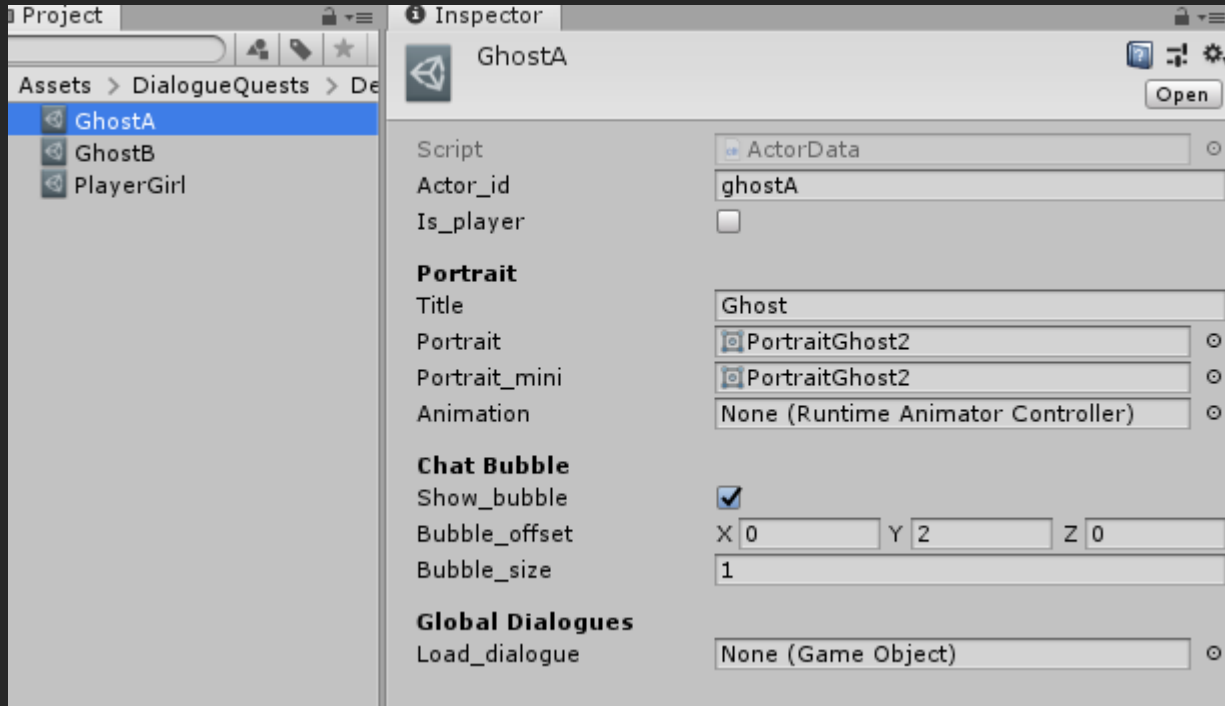 Project
Assets > DialogueQuests > De
GhostA
GhostB
PlayerGirl
Inspector
GhostA
Open
Script ActorData
Actor_id ghostA
Is_player
Portrait
Title Ghost
Portrait PortraitGhost2
Portrait_mini PortraitGhost2
Animation None (Runtime Animator Controller)
Chat Bubble
Show_bubble
Bubble_offset X 0 Y 2 Z 0
Bubble_size 1
Global Dialogues
Load_dialogue None (Game Object)